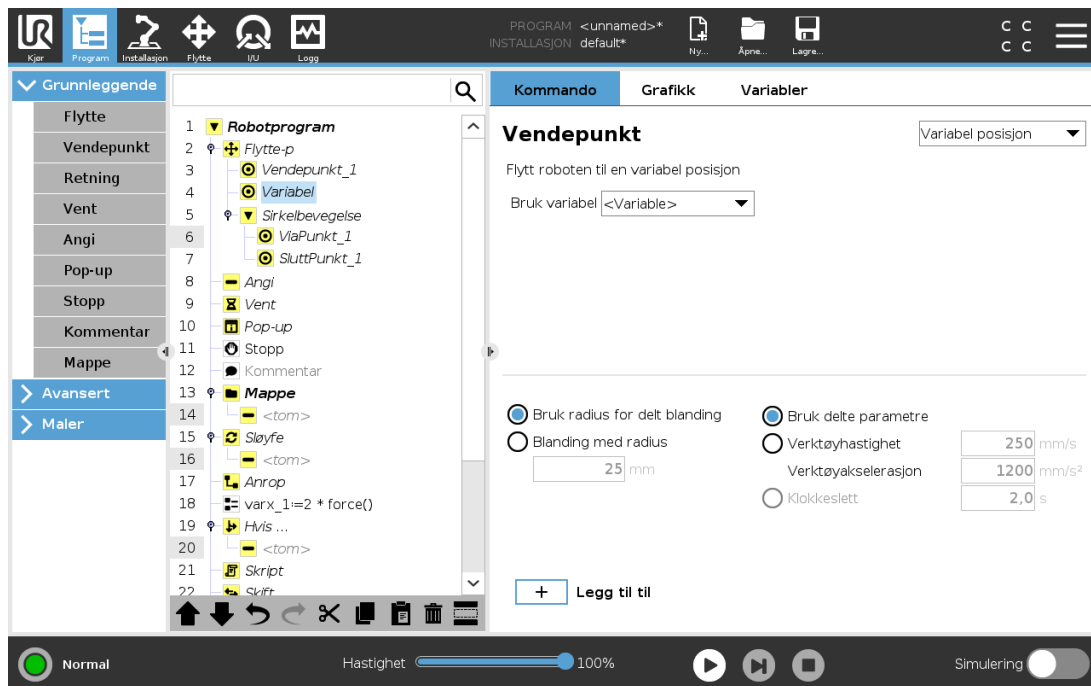 PROGRAM <unnamed>*
INSTALLASJON default*
C C
C C
UR
Kjør
Program
Installasjon
Flytte
I/U
Logg
Ny...
Åpne...
Lagre...
Grunnleggende
Flytte
Vendepunkt
Retning
Vent
Angi
Pop-up
Stopp
Kommentar
Mappe
Avansert
Maler
1 Robotprogram
2 Flytte-p
3 Vendepunkt_1
4 Variabel
5 Sirkelbevegelse
6 ViaPunkt_1
7 SluttPunkt_1
8 Angi
9 Vent
10 Pop-up
11 Stopp
12 Kommentar
13 Mappe
14 <tom>
15 Sløyfe
16 <tom>
17 Anrop
18 varx_1:=2 * force()
19 Hvis ...
20 <tom>
21 Skript
22 Skift
Kommando Grafikk Variabler
Vendepunkt
Variabel posisjon
Flytt roboten til en variabel posisjon
Bruk variabel <Variable>
Bruk radius for delt blanding
Blanding med radius
25 mm
Bruk delte parametre
Verktøyhastighet 250 mm/s
Verktøyakselerasjon 1200 mm/s²
Klokkeslett 2,0 s
+ Legg til til
Normal
Hastighet 100%
Simulering